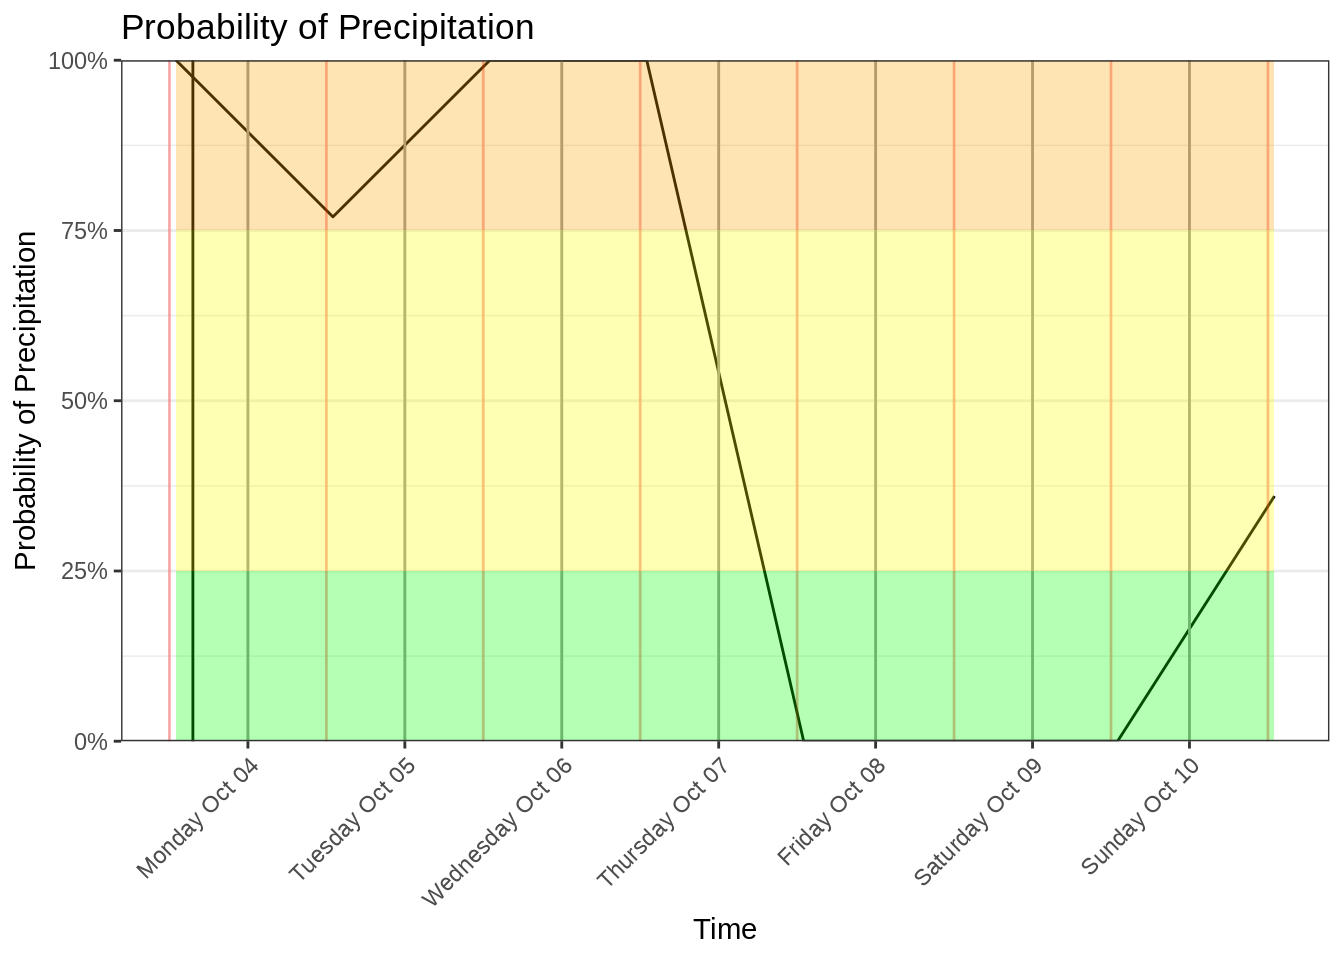 Probability of Precipitation
100%
75%
50%
25%
0%
Probability of Precipitation
Monday Oct 04
Tuesday Oct 05
Wednesday Oct 06
Thursday Oct 07
Friday Oct 08
Saturday Oct 09
Sunday Oct 10
Time